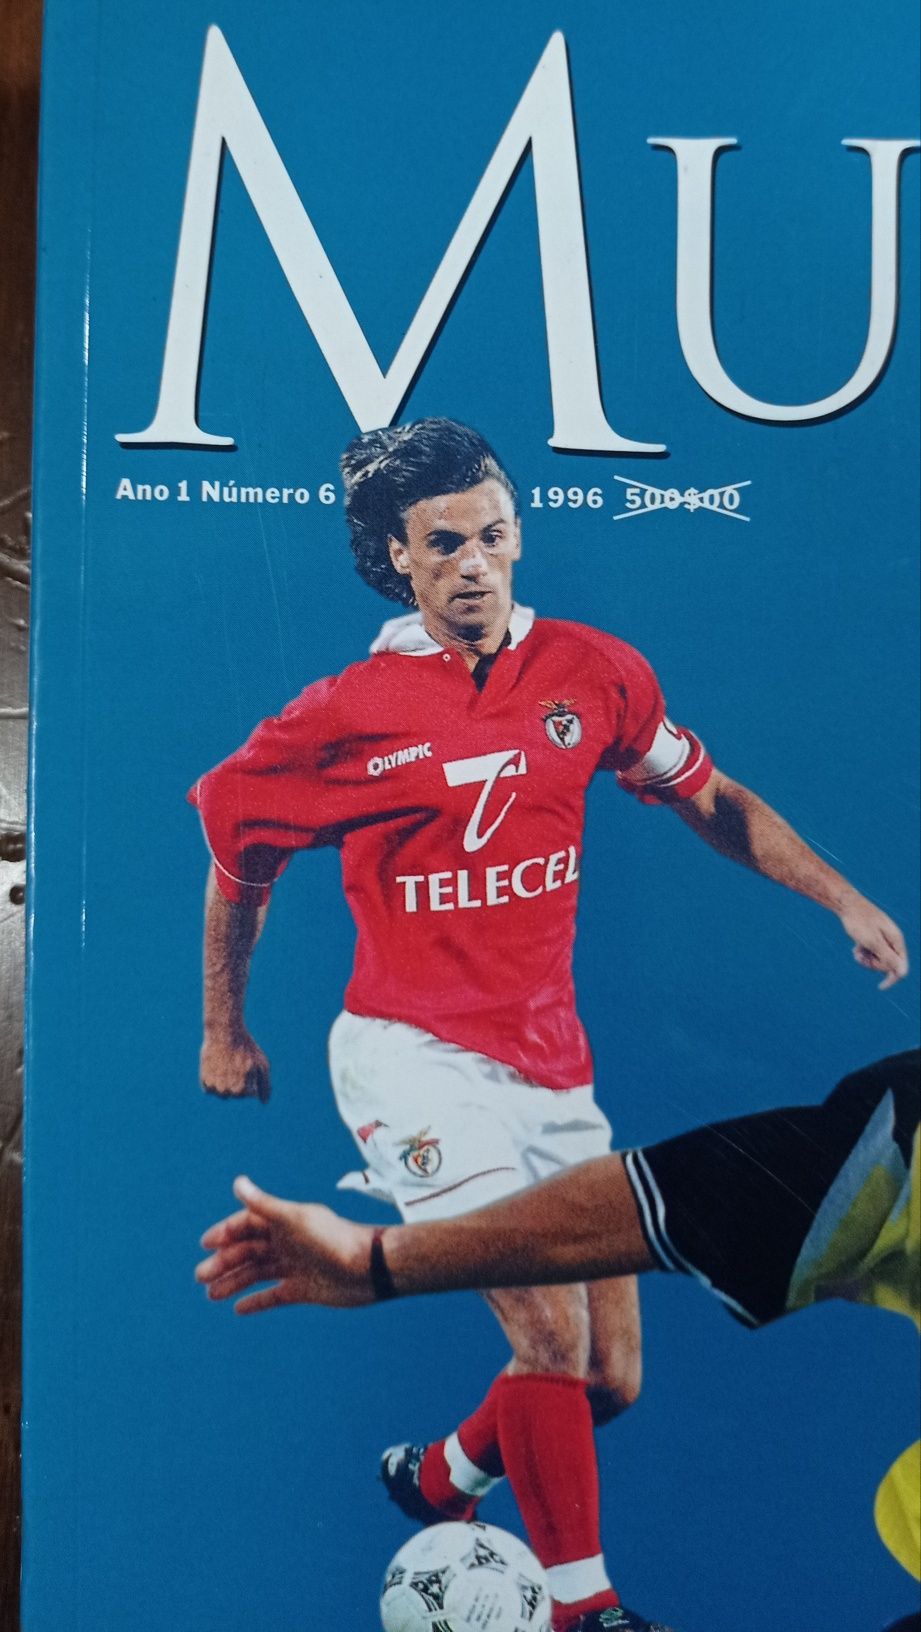 MU
Ano 1 Número 6 1996 500$00
OLYMPIC
T
TELECEL